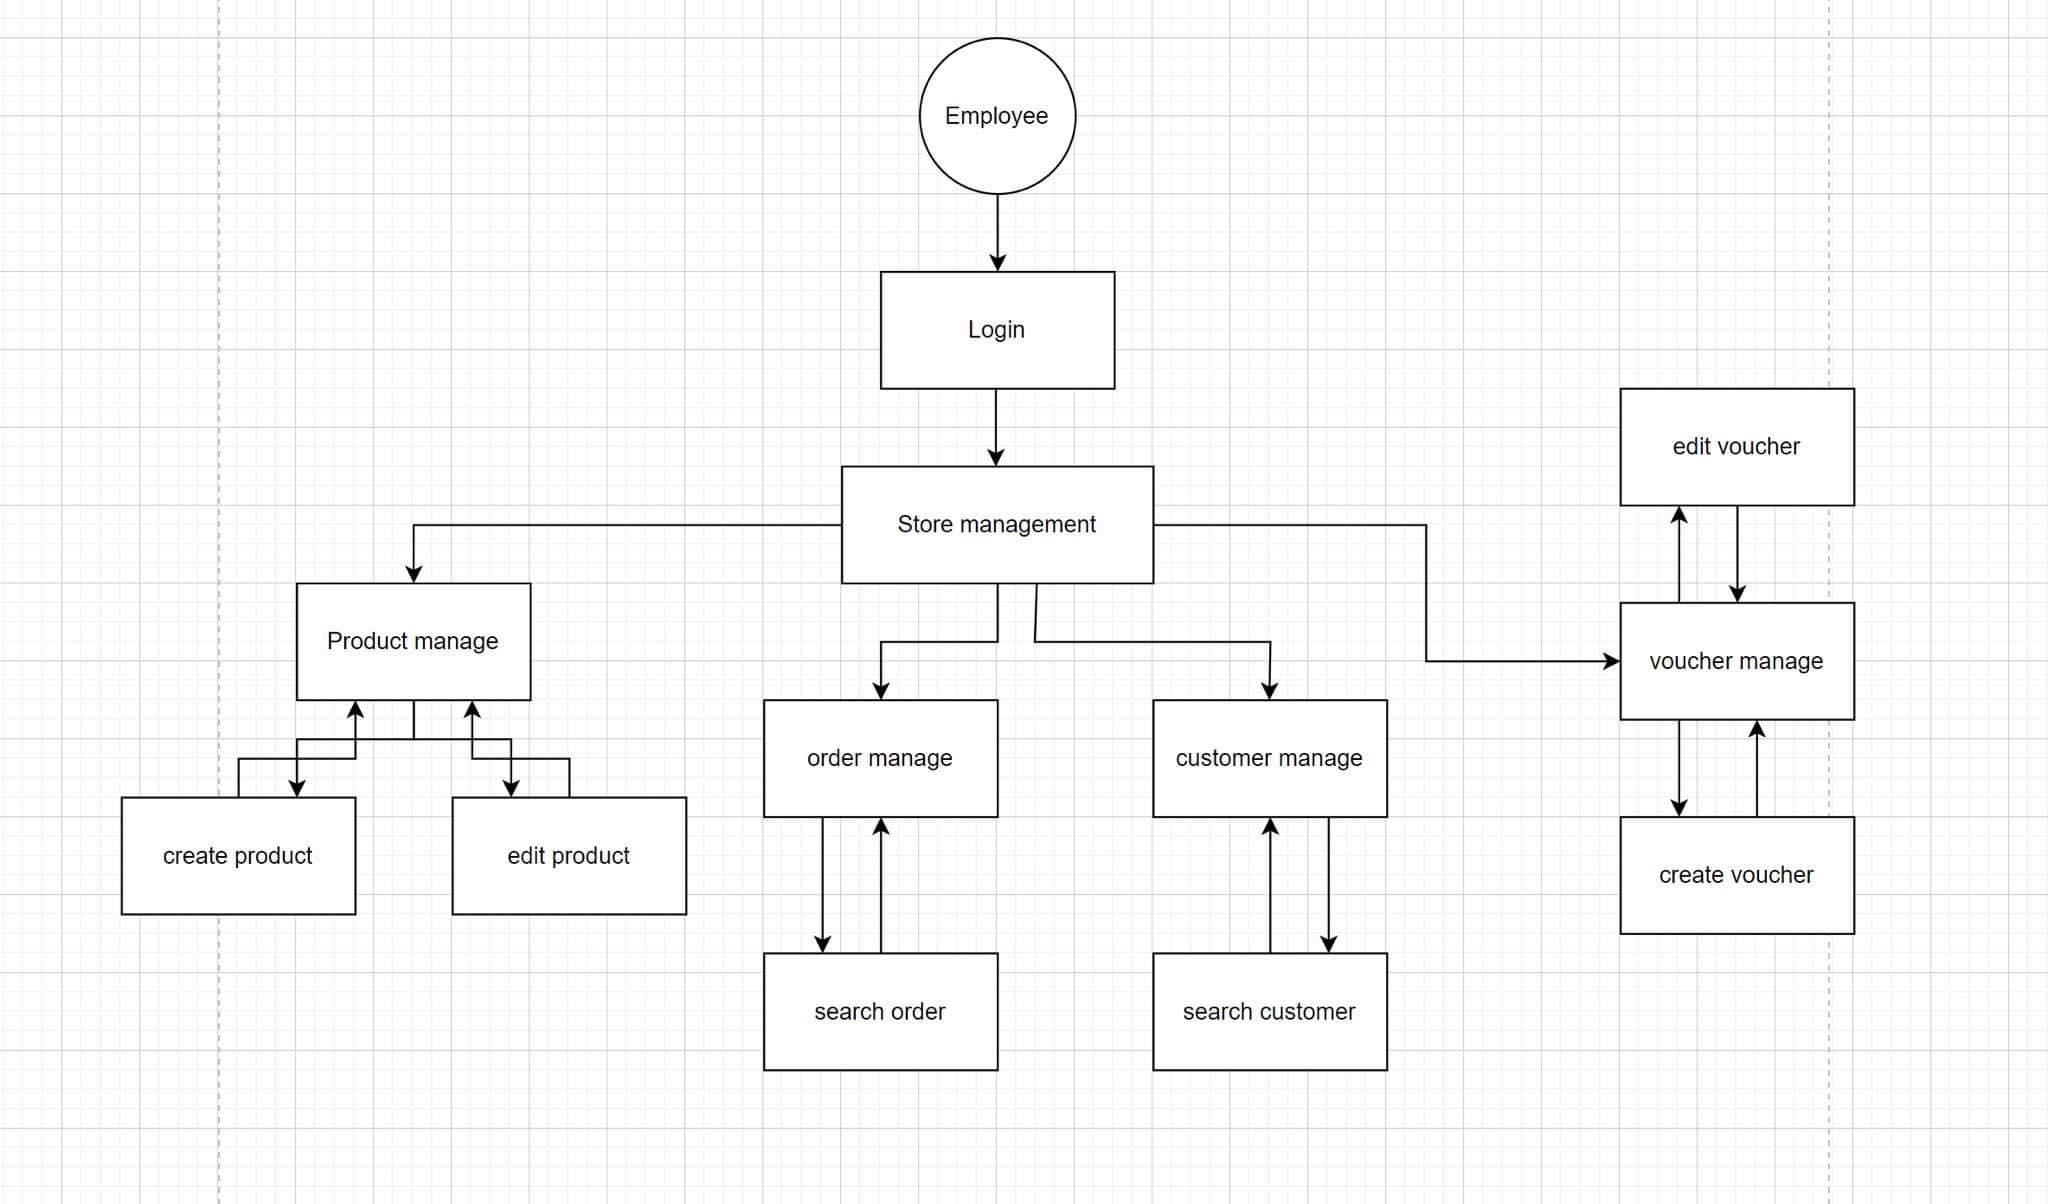 Employee
Login
edit voucher
Store management
Product manage
voucher manage
order manage
customer manage
create product
edit product
create voucher
search order
search customer